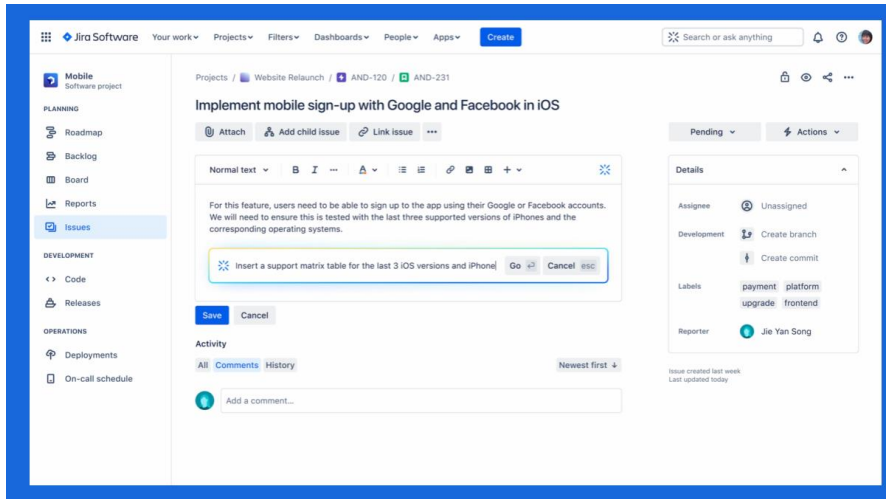 Jira Software Your work Projects Filters Dashboards People Apps Create Search or ask anything
Mobile
Software project
PLANNING
Roadmap
Backlog
Board
Reports
Issues
DEVELOPMENT
Code
Releases
OPERATIONS
Deployments
On-call schedule
Projects / Website Relaunch / AND-120 / AND-231
Implement mobile sign-up with Google and Facebook in iOS
Attach Add child issue Link issue
Normal text B I A
For this feature, users need to be able to sign up to the app using their Google or Facebook accounts.
We will need to ensure this is tested with the last three supported versions of iPhones and the
corresponding operating systems.
Insert a support matrix table for the last 3 iOS versions and iPhone Go Cancel esc
Save Cancel
Activity
All Comments History Newest first
Add a comment...
Pending Actions
Details
Assignee Unassigned
Development Create branch
Create commit
Labels payment platform
upgrade frontend
Reporter Jie Yan Song
Issue created last week
Last updated today